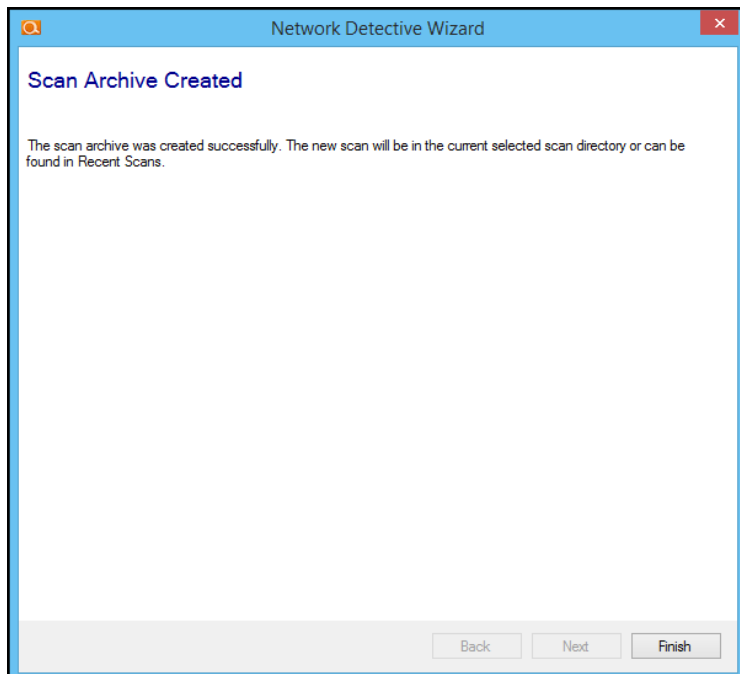 Network Detective Wizard
Scan Archive Created
The scan archive was created successfully. The new scan will be in the current selected scan directory or can be
found in Recent Scans.
Back Next Finish